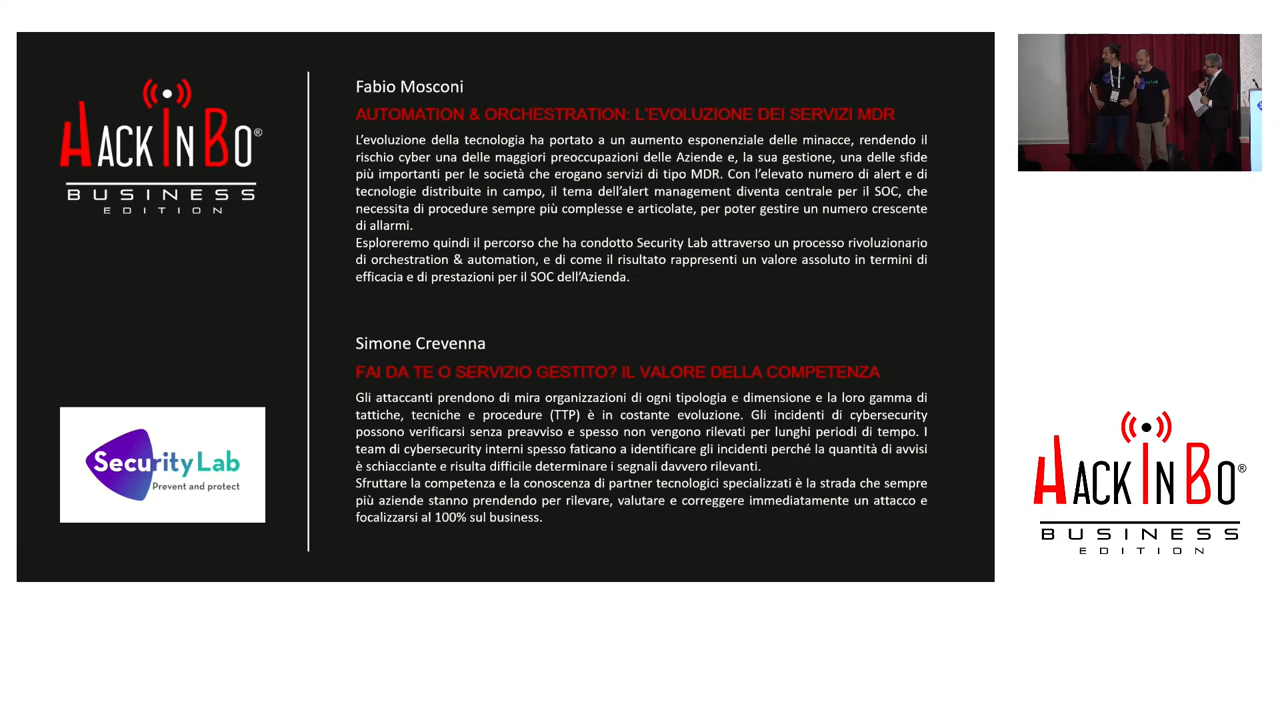 HACKINBO®
BUSINESS
EDITION
SecurityLab
Prevent and protect
Fabio Mosconi
AUTOMATION & ORCHESTRATION: L'EVOLUZIONE DEI SERVIZI MDR
L'evoluzione della tecnologia ha portato a un aumento esponenziale delle minacce, rendendo il
rischio cyber una delle maggiori preoccupazioni delle Aziende e, la sua gestione, una delle sfide
più importanti per le società che erogano servizi di tipo MDR. Con l'elevato numero di alert e di
tecnologie distribuite in campo, il tema dell'alert management diventa centrale per il SOC, che
necessita di procedure sempre più complesse e articolate, per poter gestire un numero crescente
di allarmi.
Esploreremo quindi il percorso che ha condotto Security Lab attraverso un processo rivoluzionario
di orchestration & automation, e di come il risultato rappresenti un valore assoluto in termini di
efficacia e di prestazioni per il SOC dell'Azienda.
Simone Crevenna
FAI DA TE O SERVIZIO GESTITO? IL VALORE DELLA COMPETENZA
Gli attaccanti prendono di mira organizzazioni di ogni tipologia e dimensione e la loro gamma di
tattiche, tecniche e procedure (TTP) è in costante evoluzione. Gli incidenti di cybersecurity
possono verificarsi senza preavviso e spesso non vengono rilevati per lunghi periodi di tempo. I
team di cybersecurity interni spesso faticano a identificare gli incidenti perché la quantità di avvisi
è schiacciante e risulta difficile determinare i segnali davvero rilevanti.
Sfruttare la competenza e la conoscenza di partner tecnologici specializzati è la strada che sempre
più aziende stanno prendendo per rilevare, valutare e correggere immediatamente un attacco e
focalizzarsi al 100% sul business.
HACKINBO®
BUSINESS
EDITION